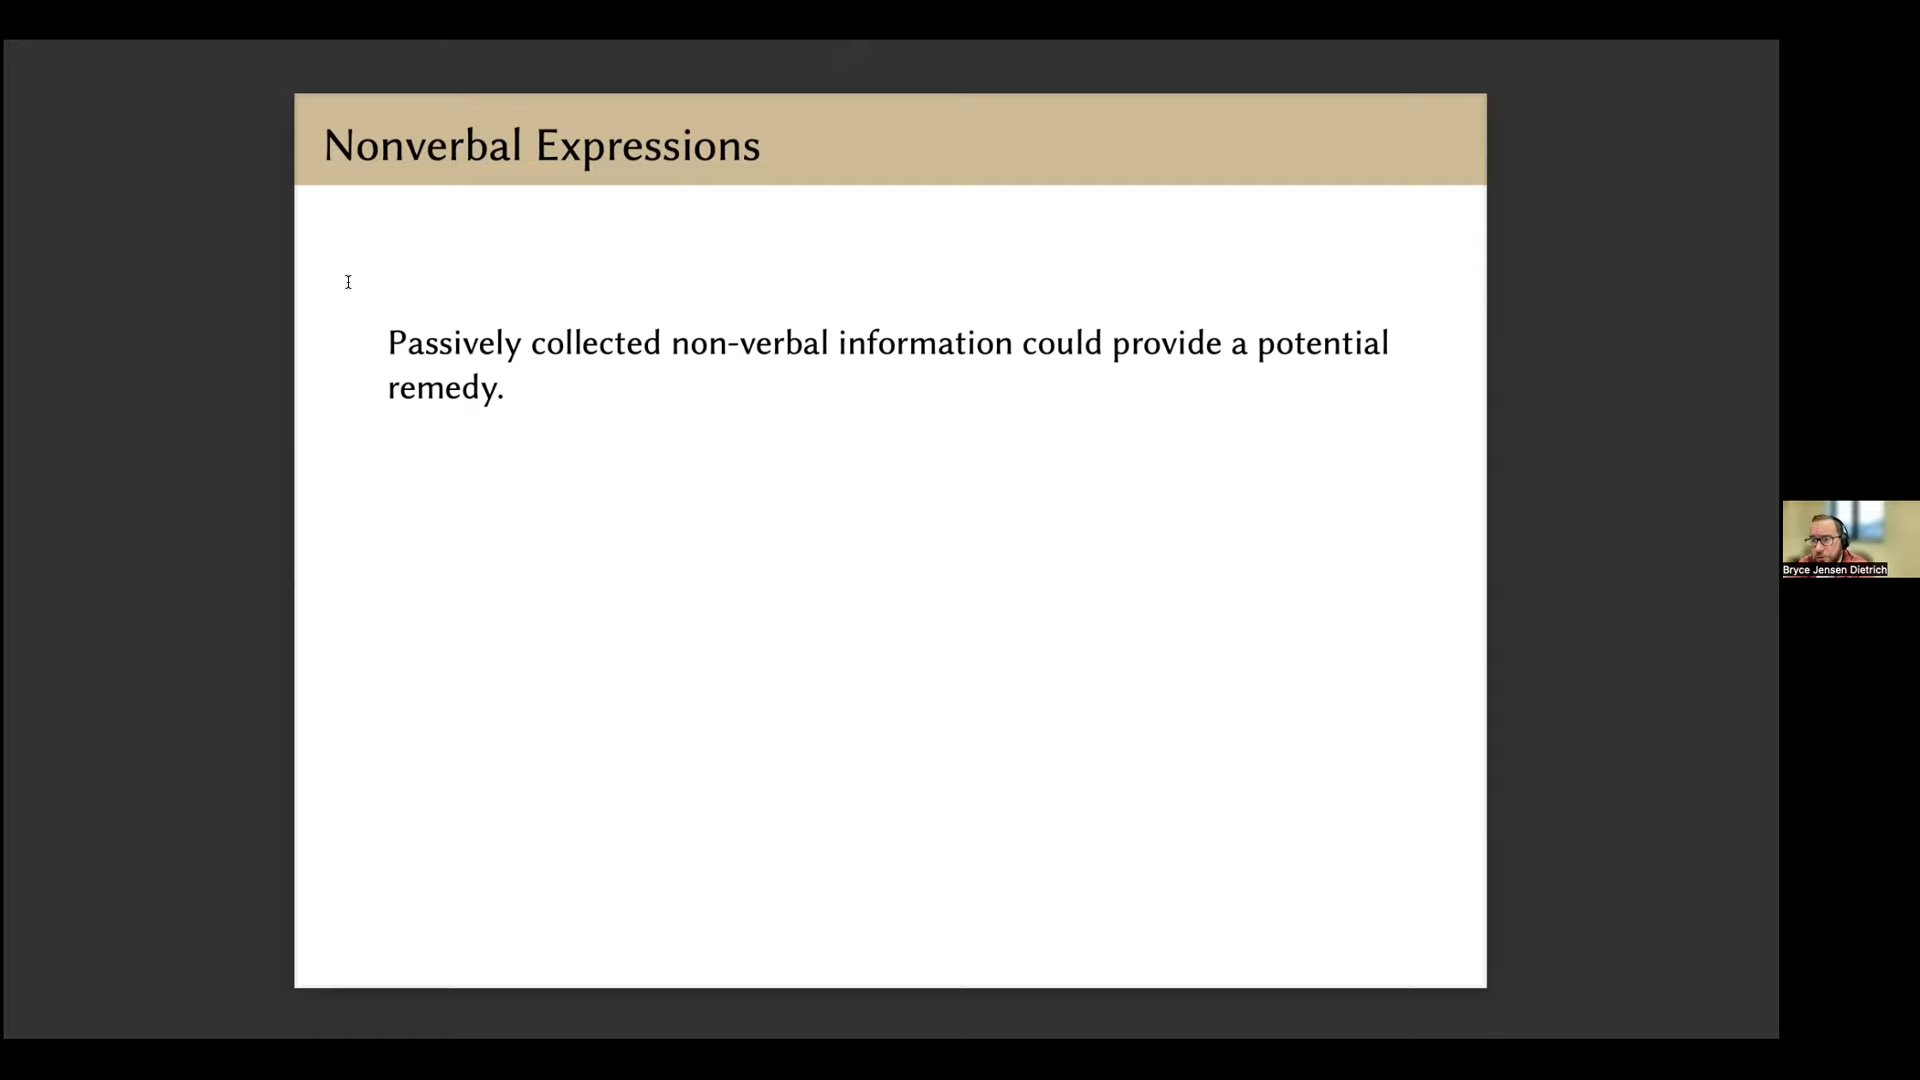 Nonverbal Expressions
Passively collected non-verbal information could provide a potential
remedy.
Bryce Jensen Dietrich